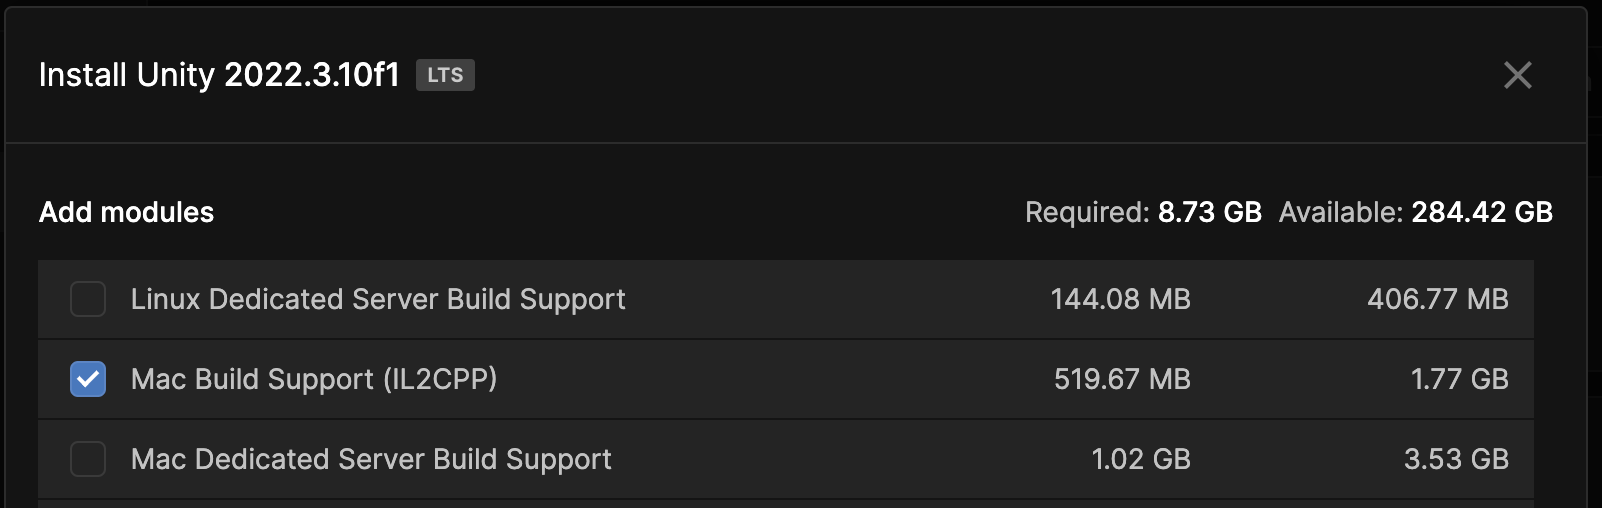 Install Unity 2022.3.10f1 LTS
Add modules Required: 8.73 GB Available: 284.42 GB
Linux Dedicated Server Build Support 144.08 MB 406.77 MB
Mac Build Support (IL2CPP) 519.67 MB 1.77 GB
Mac Dedicated Server Build Support 1.02 GB 3.53 GB